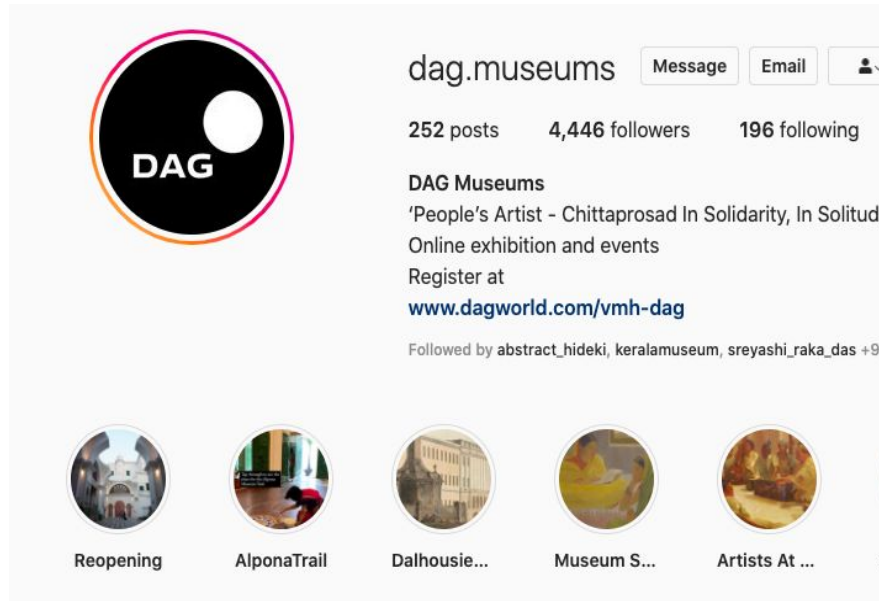 DAG
dag.museums Message Email
252 posts 4,446 followers 196 following
DAG Museums
‘People’s Artist - Chittaprosad In Solidarity, In Solitud
Online exhibition and events
Register at
www.dagworld.com/vmh-dag
Followed by abstract_hideki, keralamuseum, sreyashi_raka_das +9
Reopening AlponaTrail Dalhousie... Museum S... Artists At ...